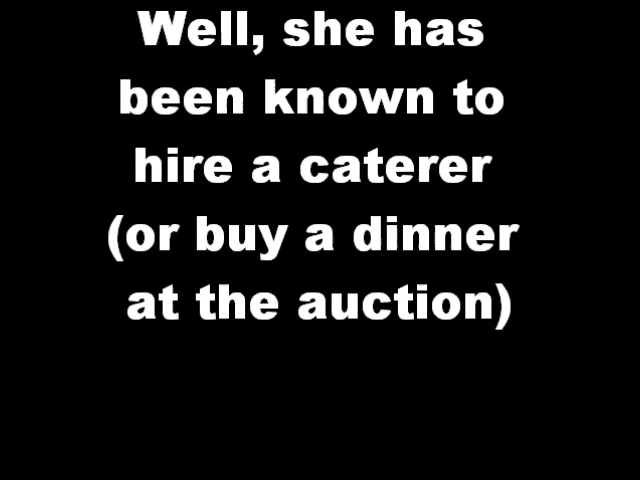 Well, she has
been known to
hire a caterer
(or buy a dinner
at the auction)